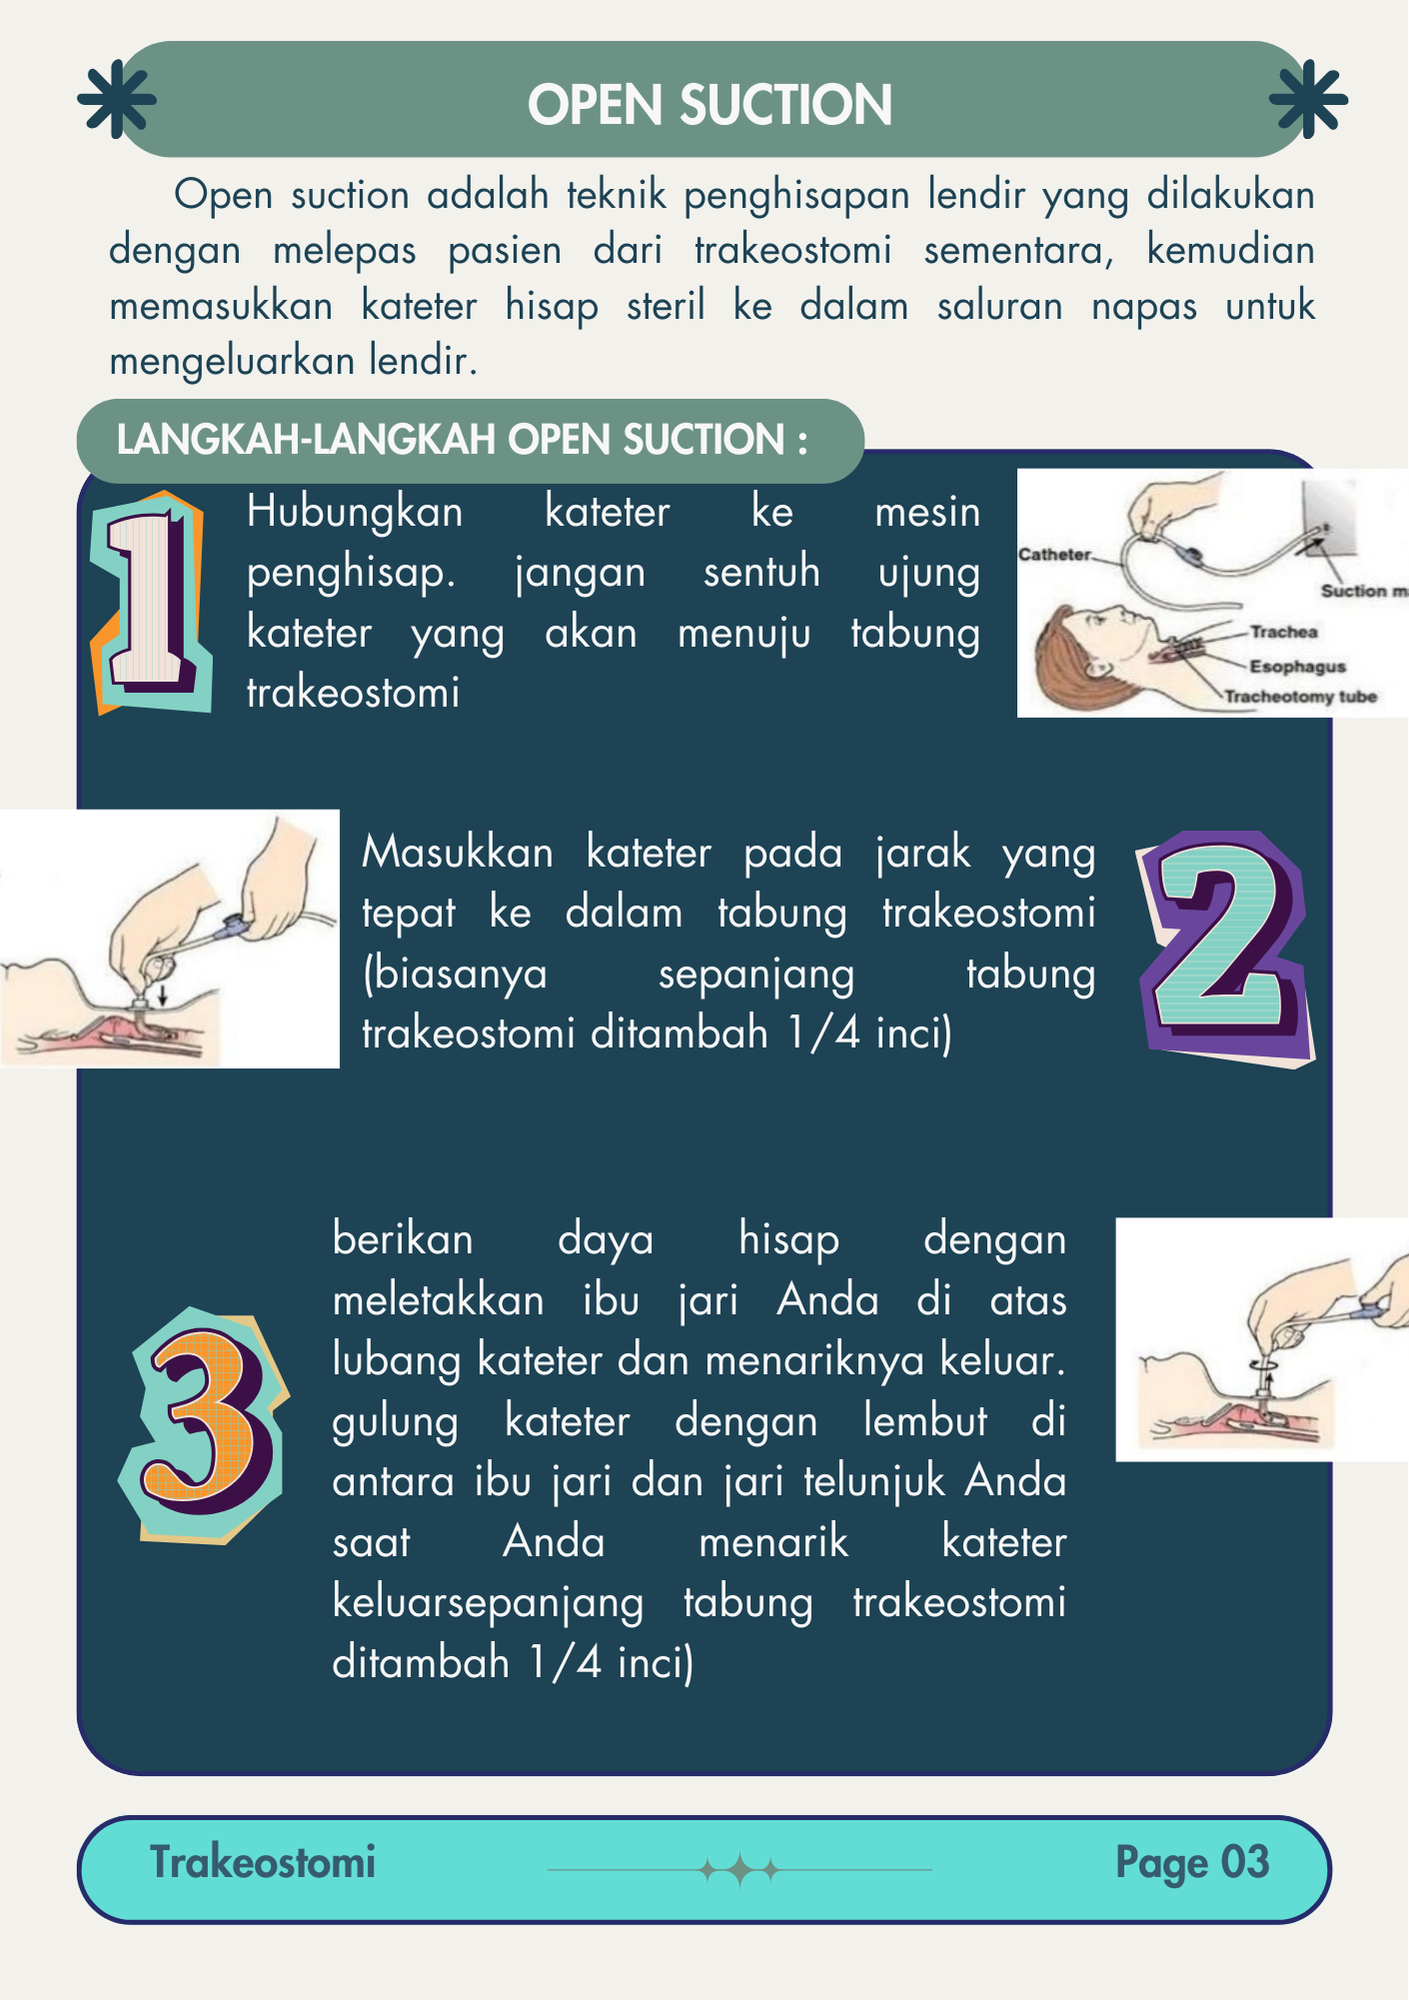 OPEN SUCTION
Open suction adalah teknik penghisapan lendir yang dilakukan
dengan melepas pasien dari trakeostomi sementara, kemudian
memasukkan kateter hisap steril ke dalam saluran napas untuk
mengeluarkan lendir.
LANGKAH-LANGKAH OPEN SUCTION :
1
Hubungkan kateter ke mesin
penghisap. jangan sentuh ujung
kateter yang akan menuju tabung
trakeostomi
Catheter
Suction m
Trachea
Esophagus
Tracheotomy tube
Masukkan kateter pada jarak yang
tepat ke dalam tabung trakeostomi
(biasanya sepanjang tabung
trakeostomi ditambah 1/4 inci)
2
3
berikan daya hisap dengan
meletakkan ibu jari Anda di atas
lubang kateter dan menariknya keluar.
gulung kateter dengan lembut di
antara ibu jari dan jari telunjuk Anda
saat Anda menarik kateter
keluarsepanjang tabung trakeostomi
ditambah 1/4 inci)
Trakeostomi
Page 03